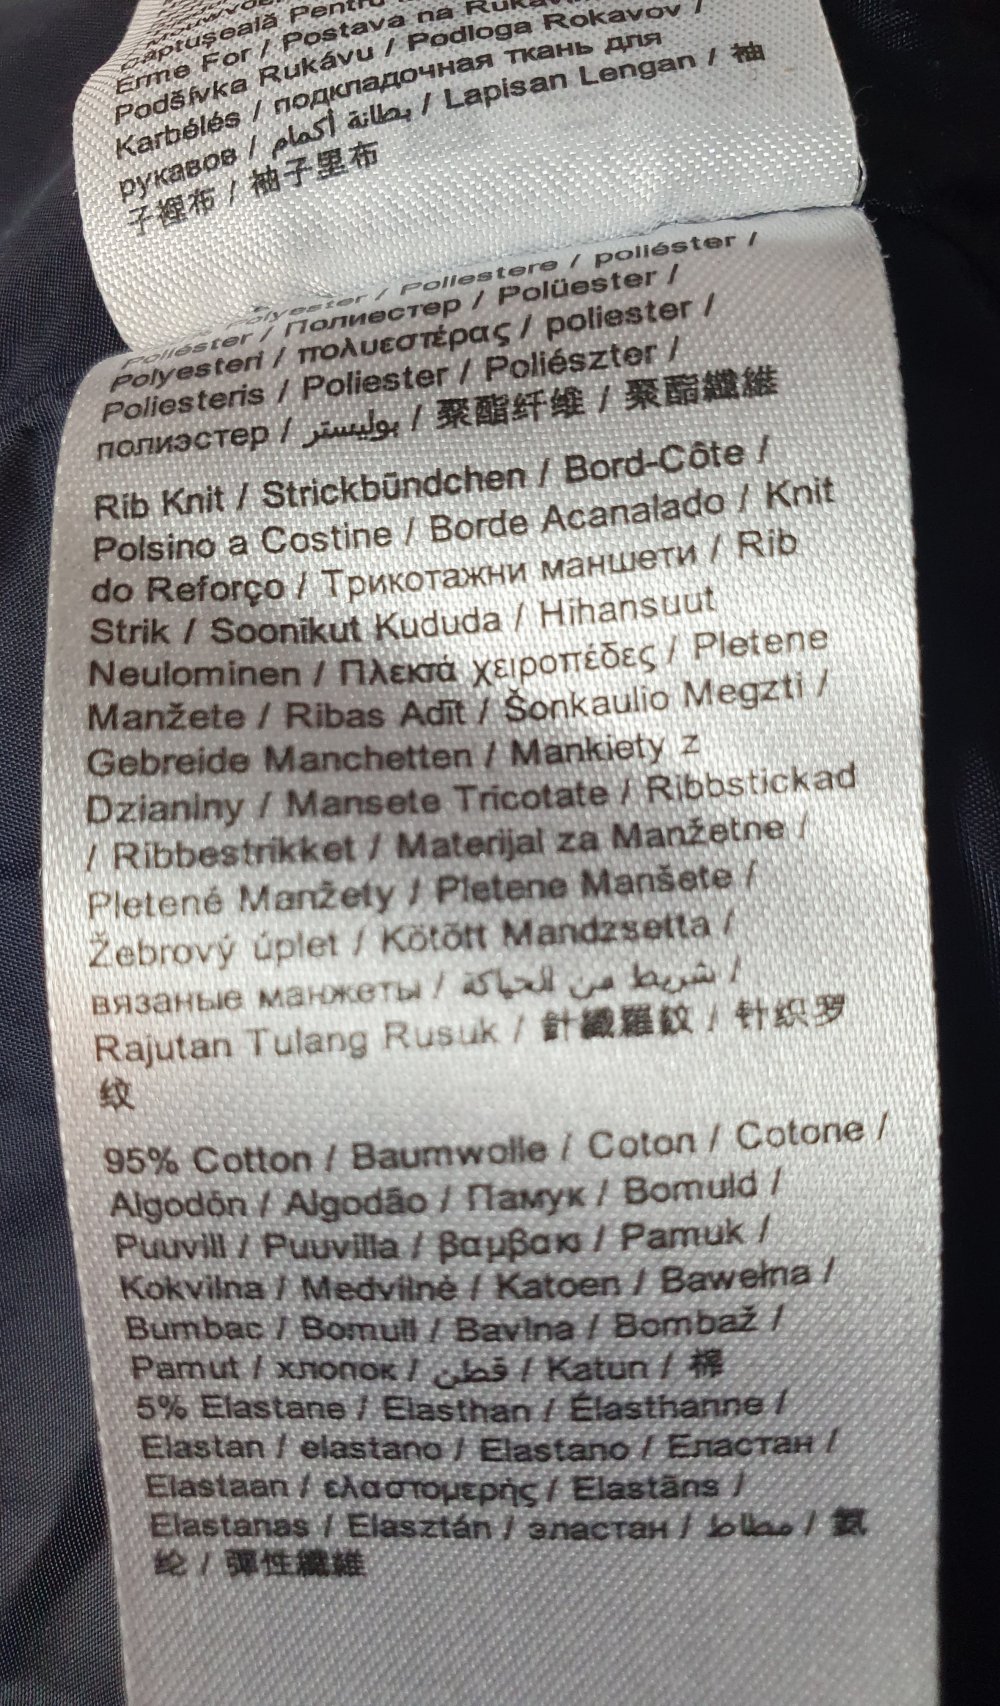 Căptușeală Pentru
Erme For / Postava na
Podšívka Rukávu / Podloga Rokavov /
Karbélés / подкладочная ткань для
рукавов / بطانة أكمام / Lapisan Lengan / 袖
子裡布 / 袖子里布
Polyester / Poliestere / poliéster /
Poliéster / Полиестер / Polüester /
Polyesteri / πολυεστέρας / poliester /
Poliesteris / Poliester / Poliészter /
полиэстер / بوليستر / 聚酯纤维 / 聚酯纖維
Rib Knit / Strickbündchen / Bord-Côte /
Polsino a Costine / Borde Acanalado / Knit
do Reforço / Трикотажни маншети / Rib
Strik / Soonikut Kududa / Hihansuut
Neulominen / Πλεκτά χειροπέδες / Pletene
Manžete / Ribas Adīt / Šonkaulio Megzti /
Gebreide Manchetten / Mankiety z
Dzianiny / Mansete Tricotate / Ribbstickad
/ Ribbestrikket / Materijal za Manžetne /
Pletené Manžety / Pletene Manšete /
Žebrový úplet / Kötött Mandzsetta /
вязаные манжеты / شريط من الحياكة /
Rajutan Tulang Rusuk / 針織羅紋 / 针织罗
纹
95% Cotton / Baumwolle / Coton / Cotone /
Algodón / Algodão / Памук / Bomuld /
Puuvill / Puuvilla / βαμβακι / Pamuk /
Kokvilna / Medvilnė / Katoen / Bawełna /
Bumbac / Bomull / Bavlna / Bombaž /
Pamut / хлопок / قطن / Katun / 棉
5% Elastane / Elasthan / Élasthanne /
Elastan / elastano / Elastano / Еластан /
Elastaan / ελαστομερής / Elastāns /
Elastanas / Elasztán / эластан / مطاط / 氨
纶 / 彈性纖維